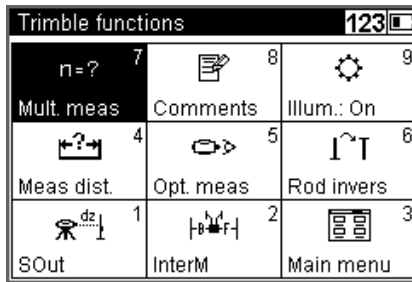 Trimble functions 123
n=? 7 8 9
Mult. meas Comments Illum.: On
? 4 5 6
Meas dist. Opt. meas Rod invers
dz 1 B F 2 3
SOut InterM Main menu